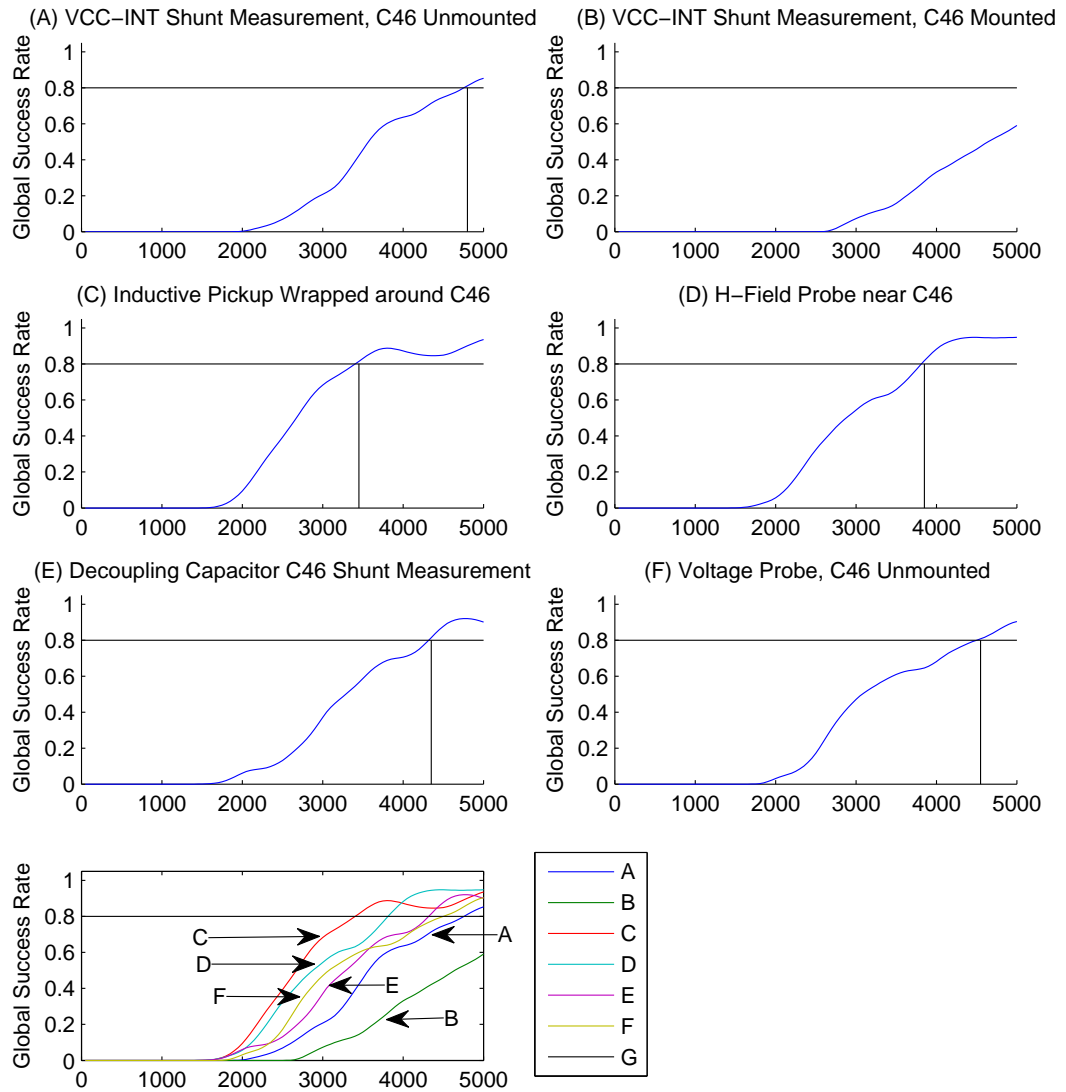 (A) VCC−INT Shunt Measurement, C46 Unmounted
Global Success Rate
1
0.8
0.6
0.4
0.2
0
0 1000 2000 3000 4000 5000
(B) VCC−INT Shunt Measurement, C46 Mounted
Global Success Rate
1
0.8
0.6
0.4
0.2
0
0 1000 2000 3000 4000 5000
(C) Inductive Pickup Wrapped around C46
Global Success Rate
1
0.8
0.6
0.4
0.2
0
0 1000 2000 3000 4000 5000
(D) H−Field Probe near C46
Global Success Rate
1
0.8
0.6
0.4
0.2
0
0 1000 2000 3000 4000 5000
(E) Decoupling Capacitor C46 Shunt Measurement
Global Success Rate
1
0.8
0.6
0.4
0.2
0
0 1000 2000 3000 4000 5000
(F) Voltage Probe, C46 Unmounted
Global Success Rate
1
0.8
0.6
0.4
0.2
0
0 1000 2000 3000 4000 5000
Global Success Rate
1
0.8
0.6
0.4
0.2
0
0 1000 2000 3000 4000 5000
C
A
D
F
E
B
A
B
C
D
E
F
G